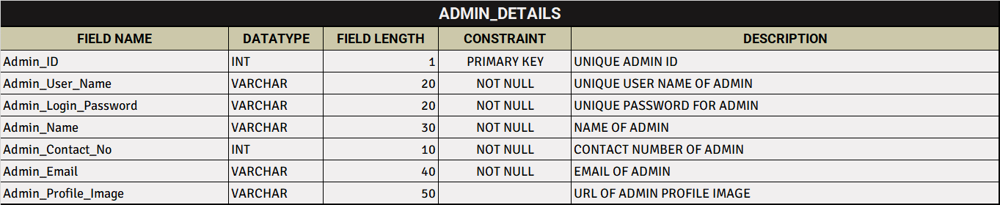 ADMIN_DETAILS
FIELD NAME DATATYPE FIELD LENGTH CONSTRAINT DESCRIPTION
Admin_ID INT 1 PRIMARY KEY UNIQUE ADMIN ID
Admin_User_Name VARCHAR 20 NOT NULL UNIQUE USER NAME OF ADMIN
Admin_Login_Password VARCHAR 20 NOT NULL UNIQUE PASSWORD FOR ADMIN
Admin_Name VARCHAR 30 NOT NULL NAME OF ADMIN
Admin_Contact_No INT 10 NOT NULL CONTACT NUMBER OF ADMIN
Admin_Email VARCHAR 40 NOT NULL EMAIL OF ADMIN
Admin_Profile_Image VARCHAR 50 URL OF ADMIN PROFILE IMAGE